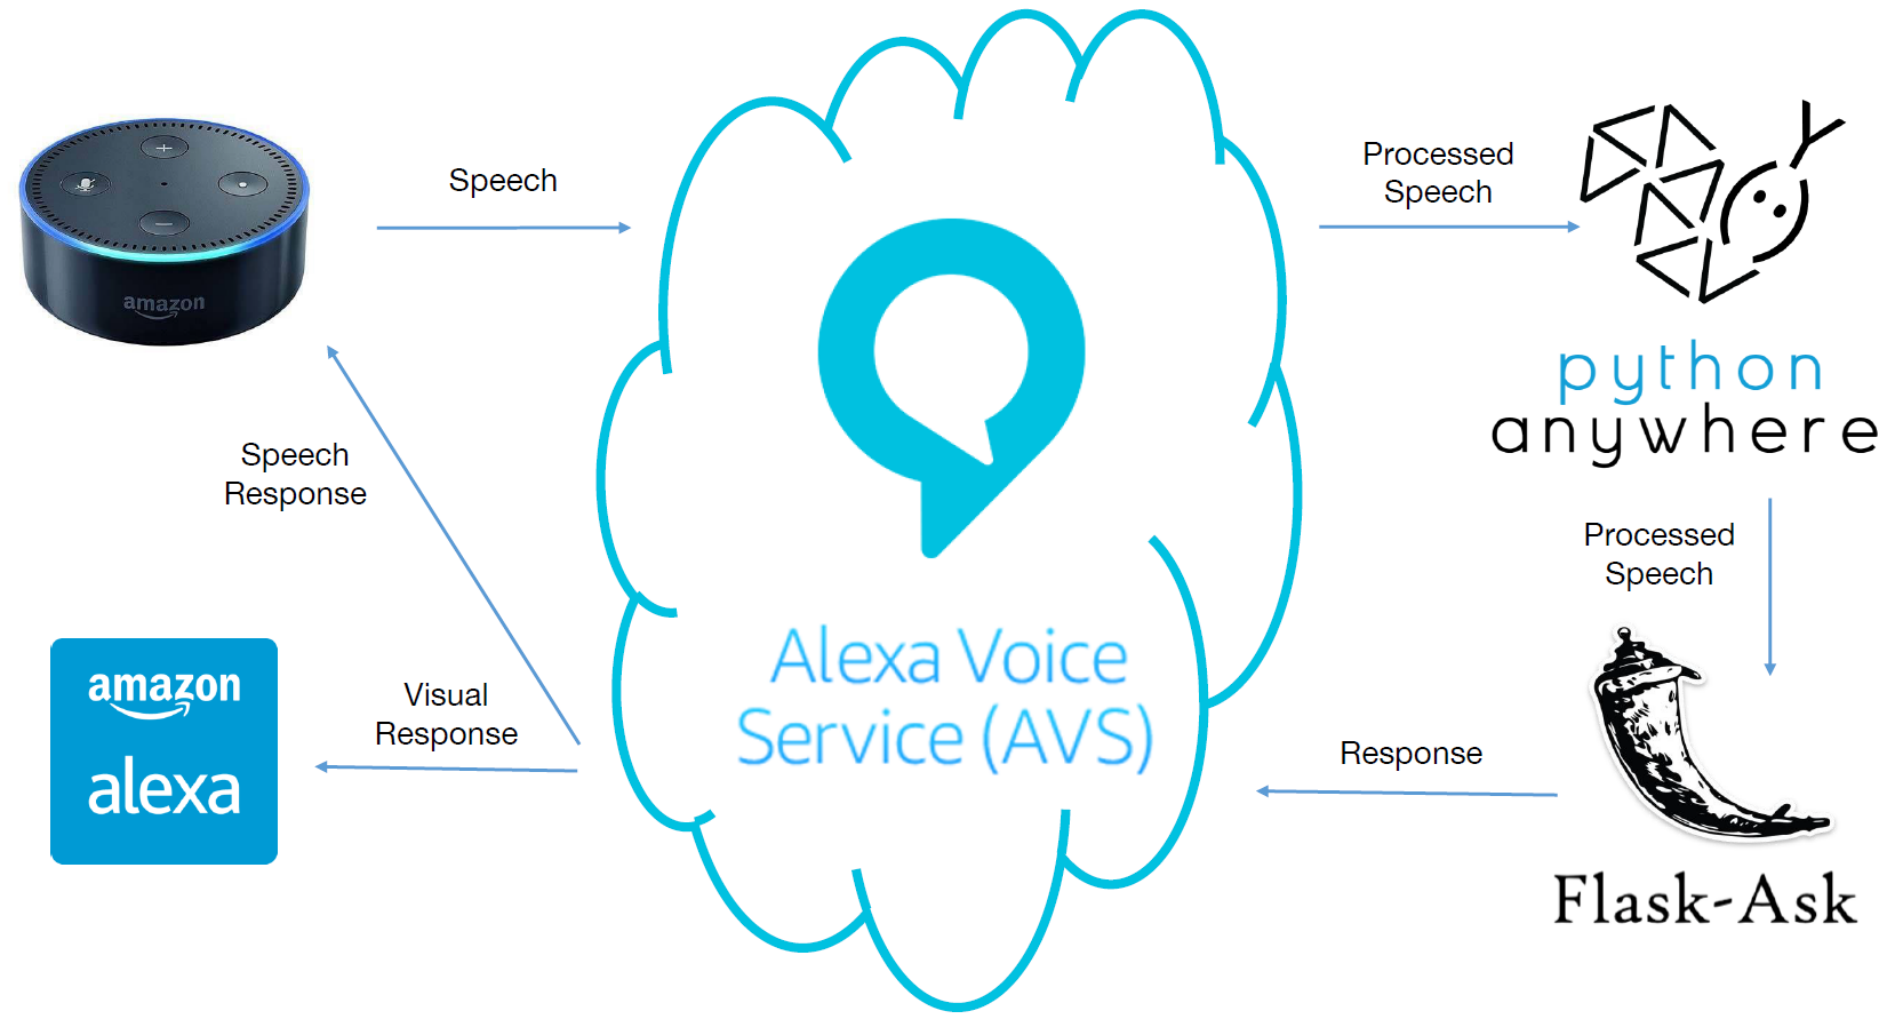 amazon
Speech
Processed
Speech
python
anywhere
Speech
Response
Processed
Speech
Alexa Voice
Service (AVS)
amazon
alexa
Visual
Response
Response
Flask-Ask